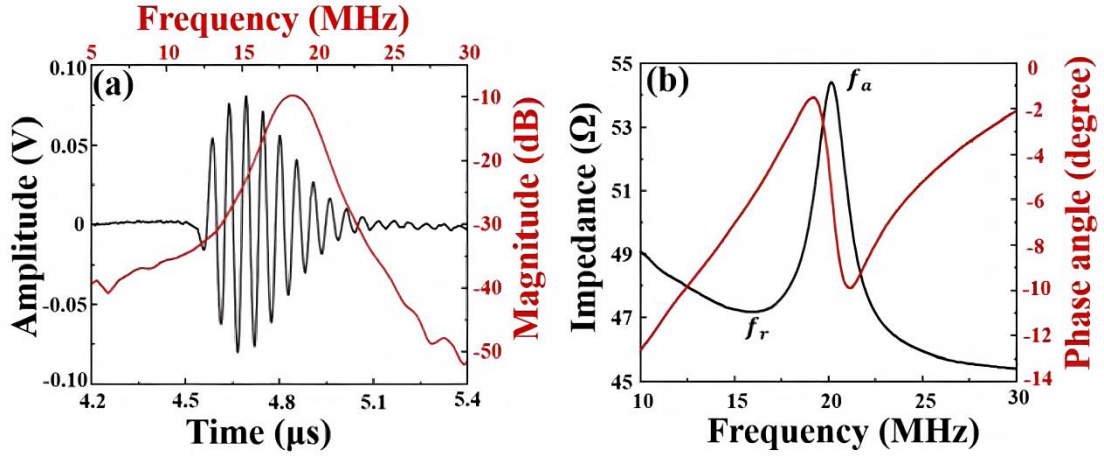 Frequency (MHz)
5 10 15 20 25 30
(a)
0.10
0.05
0
-0.05
-0.10
Amplitude (V)
-10
-20
-30
-40
-50
Magnitude (dB)
4.2 4.5 4.8 5.1 5.4
Time (μs)
(b)
55
53
51
49
47
45
Impedance (Ω)
fa
fr
0
-2
-4
-6
-8
-10
-12
-14
Phase angle (degree)
10 15 20 25 30
Frequency (MHz)